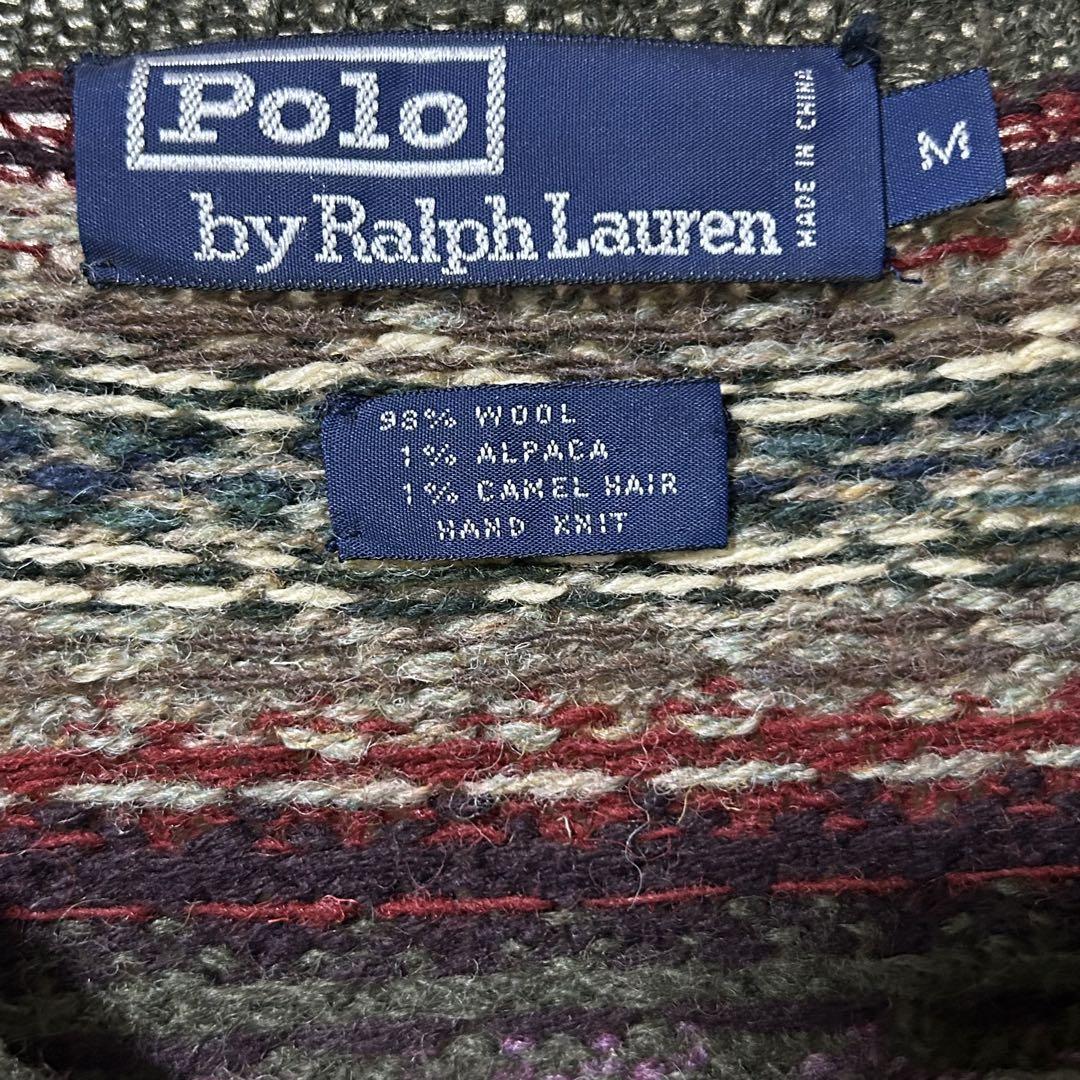 Polo
by Ralph Lauren
MADE IN CHINA
M
98% WOOL
1% ALPACA
1% CAMEL HAIR
HAND KNIT